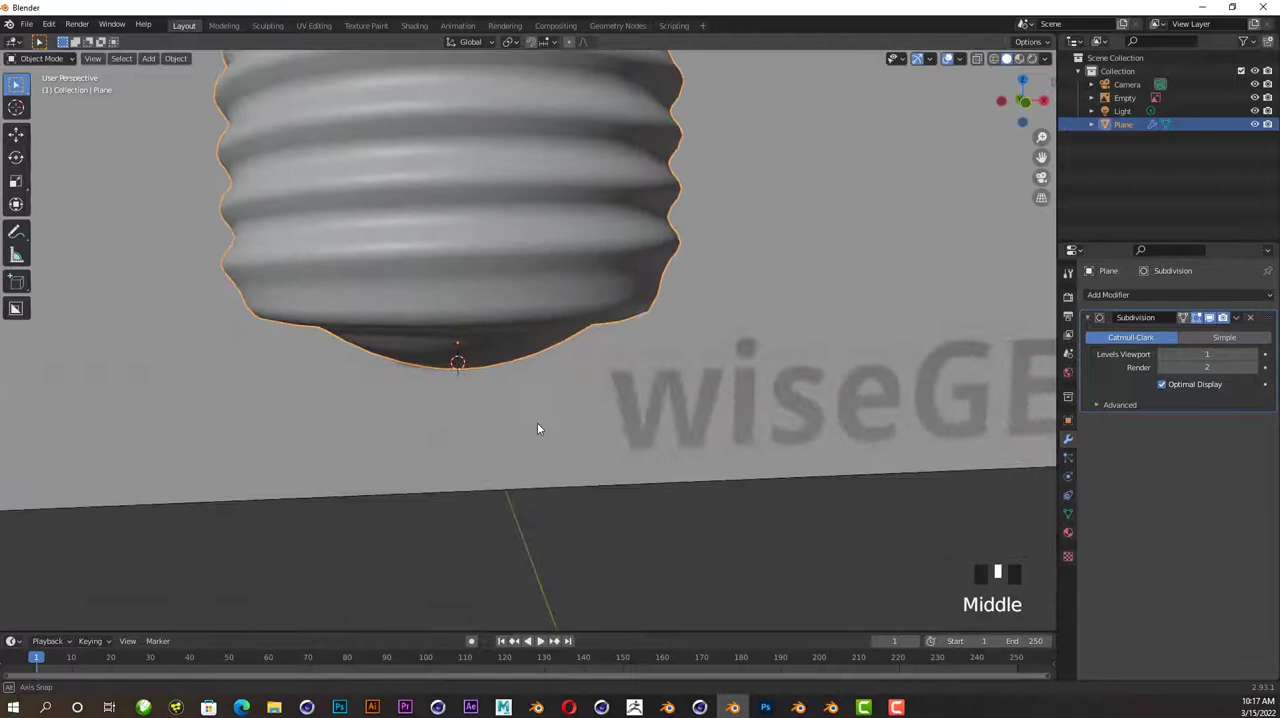 Blender
File Edit Render Window Help Layout Modeling Sculpting UV Editing Texture Paint Shading Animation Rendering Compositing Geometry Nodes Scripting Scene View Layer
Global Options
Object Mode View Select Add Object
User Perspective
(1) Collection | Plane
Scene Collection
Collection
Camera
Empty
Light
Plane
Z
X
Plane Subdivision
Add Modifier
Subdivision
Catmull-Clark Simple
Levels Viewport 1
Render 2
Optimal Display
Advanced
wiseGE
Middle
Playback Keying View Marker 1 Start 1 End 250
1 10 20 30 40 50 60 70 80 90 100 110 120 130 140 150 160 170 180 190 200 210 220 230 240 250
Axis Snap 2.93.1
Ps Ai Pr Ae M Ps C C 10:17 AM
3/15/2022